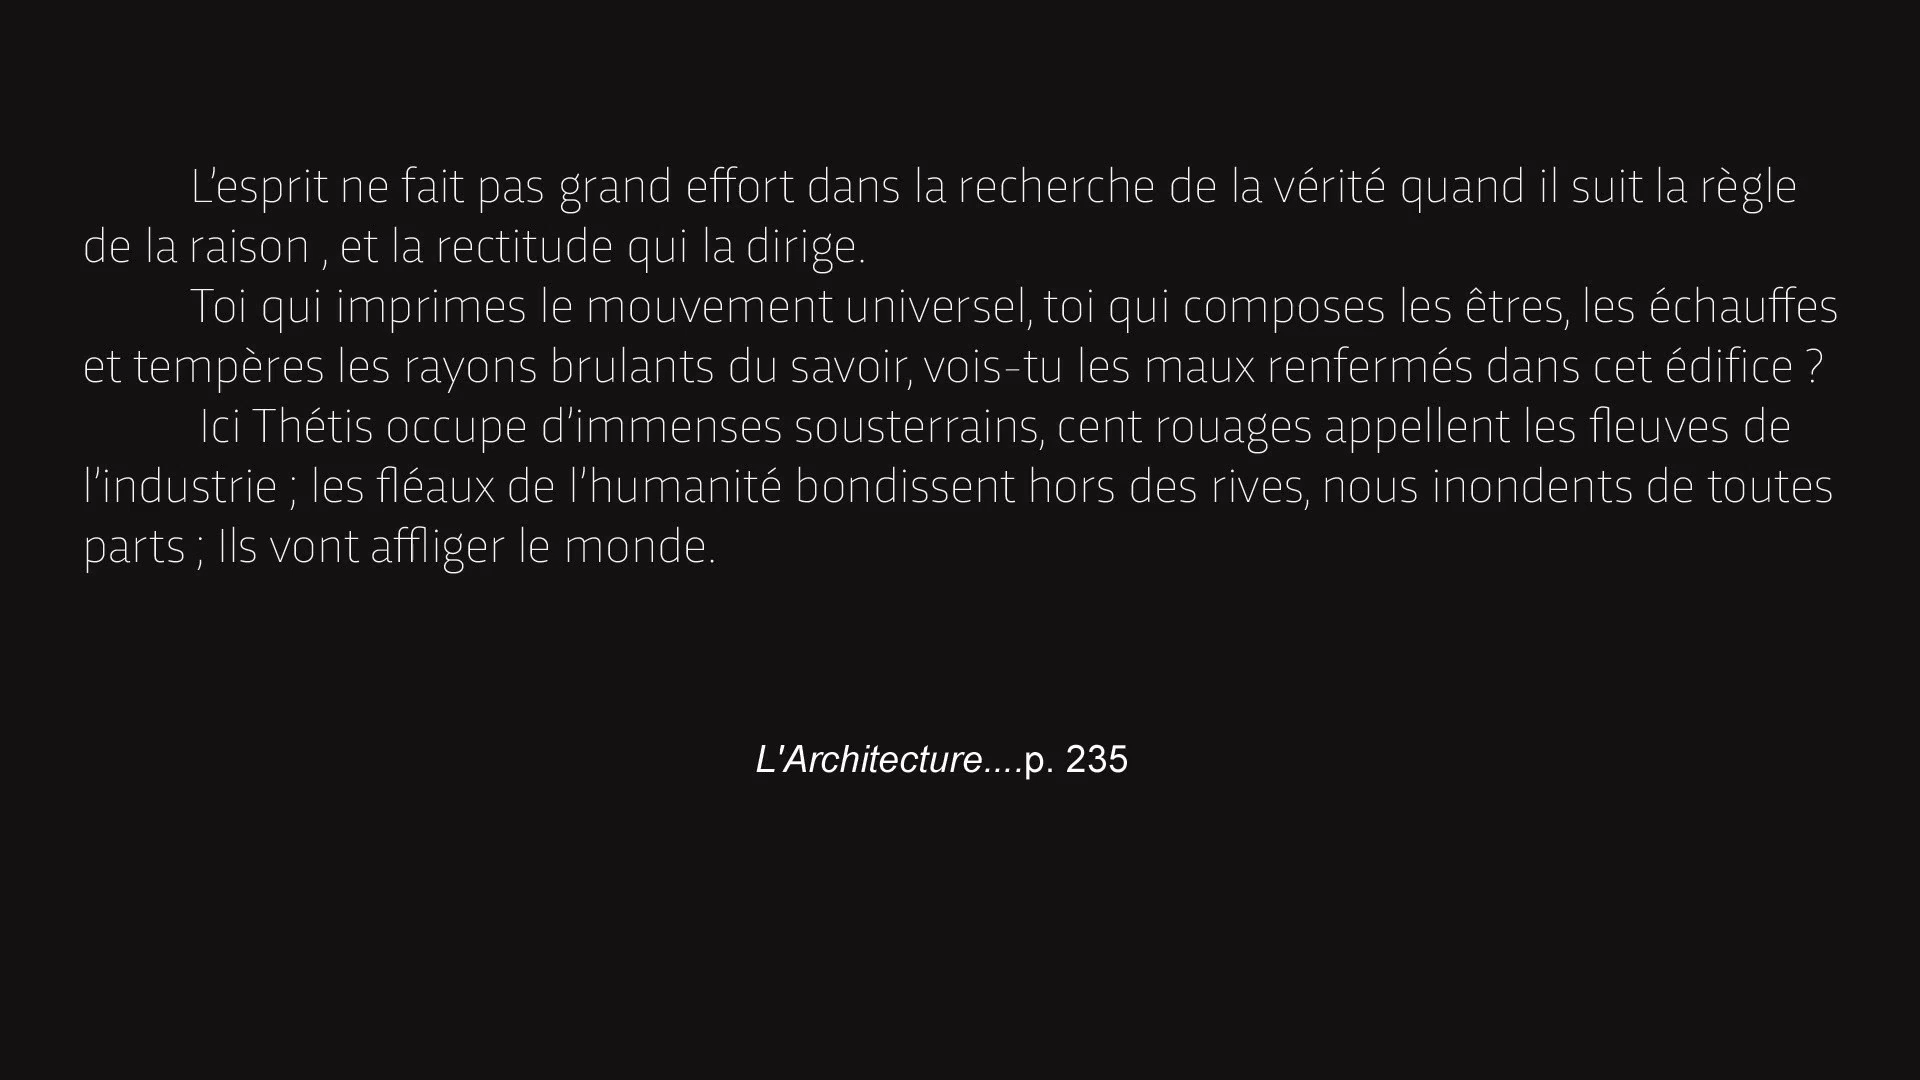 L’esprit ne fait pas grand effort dans la recherche de la vérité quand il suit la règle
de la raison , et la rectitude qui la dirige.
Toi qui imprimes le mouvement universel, toi qui composes les êtres, les échauffes
et tempères les rayons brulants du savoir, vois-tu les maux renfermés dans cet édifice ?
Ici Thétis occupe d’immenses sousterrains, cent rouages appellent les fleuves de
l’industrie ; les fléaux de l’humanité bondissent hors des rives, nous inondents de toutes
parts ; Ils vont affliger le monde.
L'Architecture....p. 235